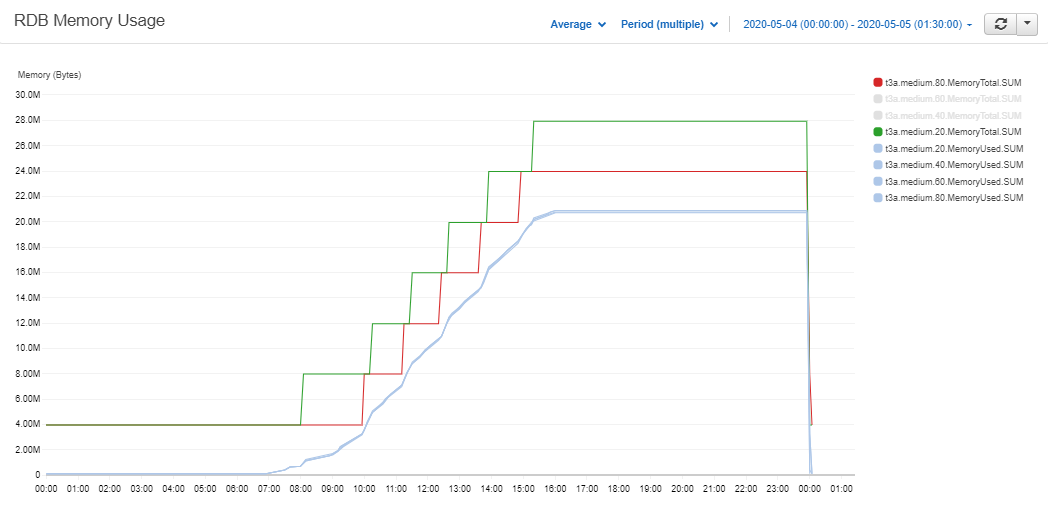 RDB Memory Usage
Average Period (multiple) 2020-05-04 (00:00:00) - 2020-05-05 (01:30:00)
Memory (Bytes)
30.0M
28.0M
26.0M
24.0M
22.0M
20.0M
18.0M
16.0M
14.0M
12.0M
10.0M
8.00M
6.00M
4.00M
2.00M
0
00:00 01:00 02:00 03:00 04:00 05:00 06:00 07:00 08:00 09:00 10:00 11:00 12:00 13:00 14:00 15:00 16:00 17:00 18:00 19:00 20:00 21:00 22:00 23:00 00:00 01:00
t3a.medium.80.MemoryTotal.SUM
t3a.medium.60.MemoryTotal.SUM
t3a.medium.40.MemoryTotal.SUM
t3a.medium.20.MemoryTotal.SUM
t3a.medium.20.MemoryUsed.SUM
t3a.medium.40.MemoryUsed.SUM
t3a.medium.60.MemoryUsed.SUM
t3a.medium.80.MemoryUsed.SUM